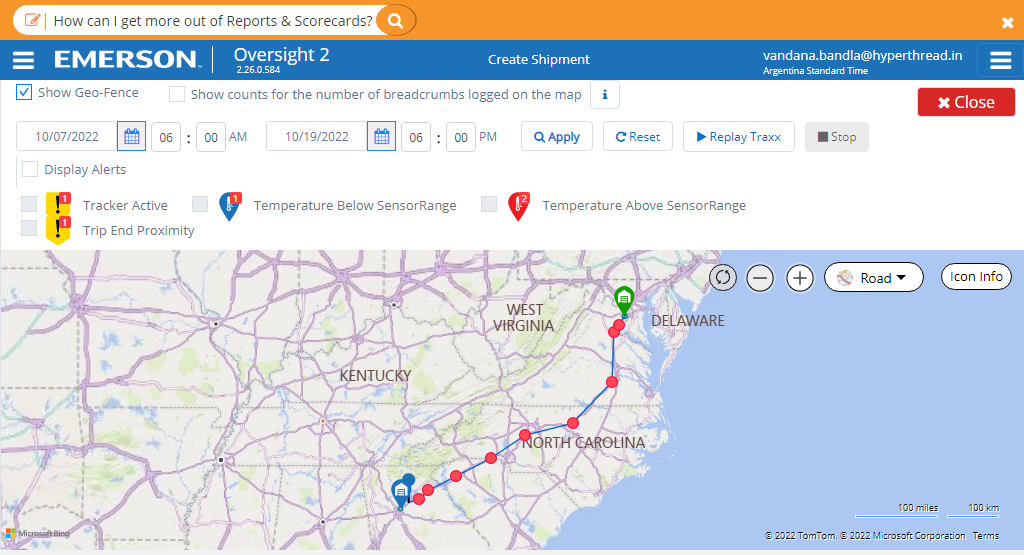 How can I get more out of Reports & Scorecards?
EMERSON
Oversight 2
2.26.0.584
Create Shipment
vandana.bandla@hyperthread.in
Argentina Standard Time
Show Geo-Fence
Show counts for the number of breadcrumbs logged on the map
i
Close
10/07/2022 06 : 00 AM 10/19/2022 06 : 00 PM Apply Reset Replay Traxx Stop
Display Alerts
1 Tracker Active 1 Temperature Below SensorRange 2 Temperature Above SensorRange
1 Trip End Proximity
Road
Icon Info
WEST
VIRGINIA
DELAWARE
KENTUCKY
NORTH CAROLINA
100 miles 100 km
Microsoft Bing
© 2022 TomTom, © 2022 Microsoft Corporation Terms